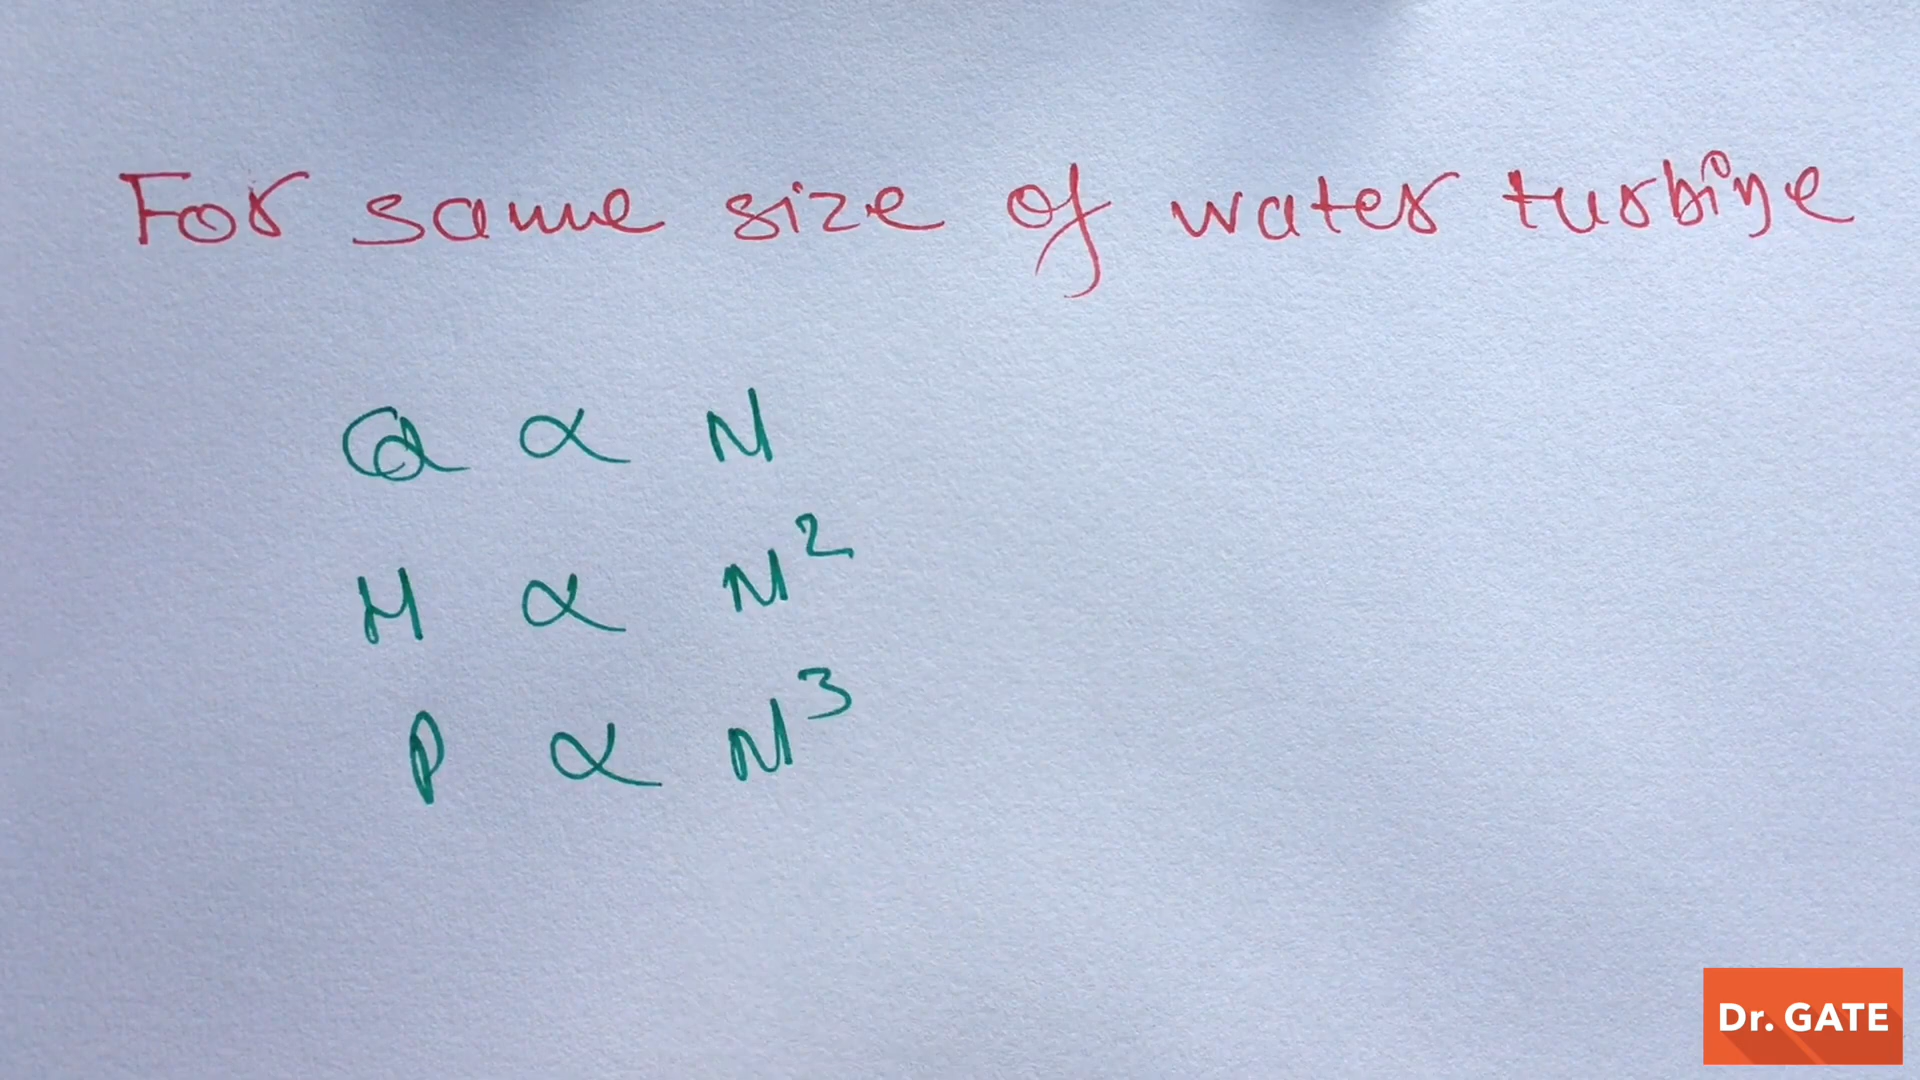 For same size of water turbine
Q ∝ N
H ∝ N²
P ∝ N³
Dr. GATE